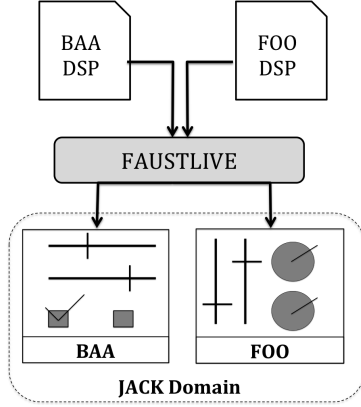 BAA
DSP
FOO
DSP
FAUSTLIVE
BAA
FOO
JACK Domain